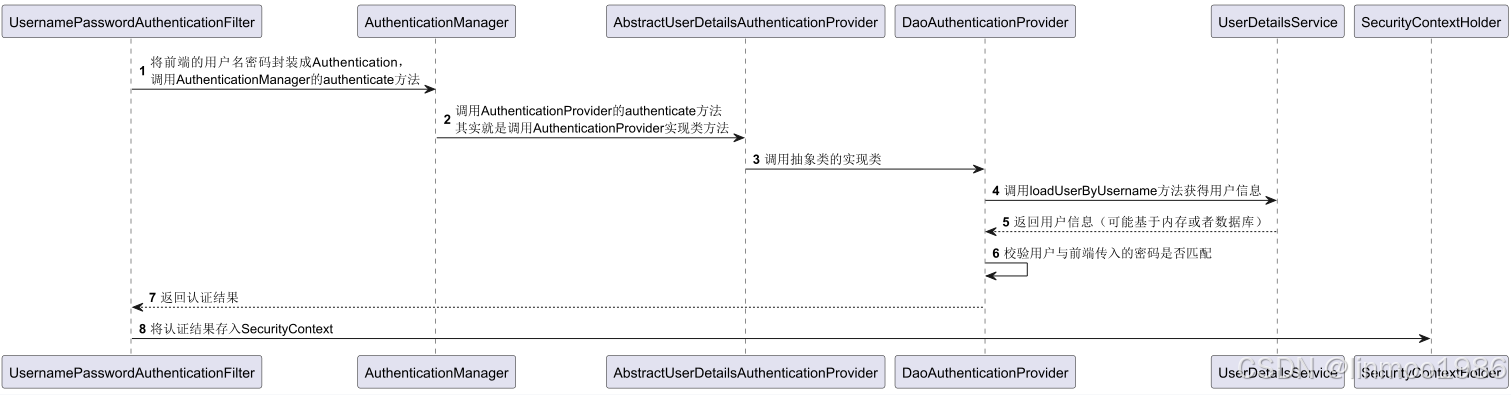 UsernamePasswordAuthenticationFilter
AuthenticationManager
AbstractUserDetailsAuthenticationProvider
DaoAuthenticationProvider
UserDetailsService
SecurityContextHolder
1 将前端的用户名密码封装成Authentication，
调用AuthenticationManager的authenticate方法
2 调用AuthenticationProvider的authenticate方法
其实就是调用AuthenticationProvider实现类方法
3 调用抽象类的实现类
4 调用loadUserByUsername方法获得用户信息
5 返回用户信息（可能基于内存或者数据库）
6 校验用户与前端传入的密码是否匹配
7 返回认证结果
8 将认证结果存入SecurityContext
UsernamePasswordAuthenticationFilter
AuthenticationManager
AbstractUserDetailsAuthenticationProvider
DaoAuthenticationProvider
UserDetailsService
SecurityContextHolder
CSDN @linmoo1986